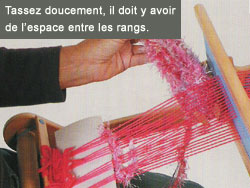 Tassez doucement, il doit y avoir
de l'espace entre les rangs.